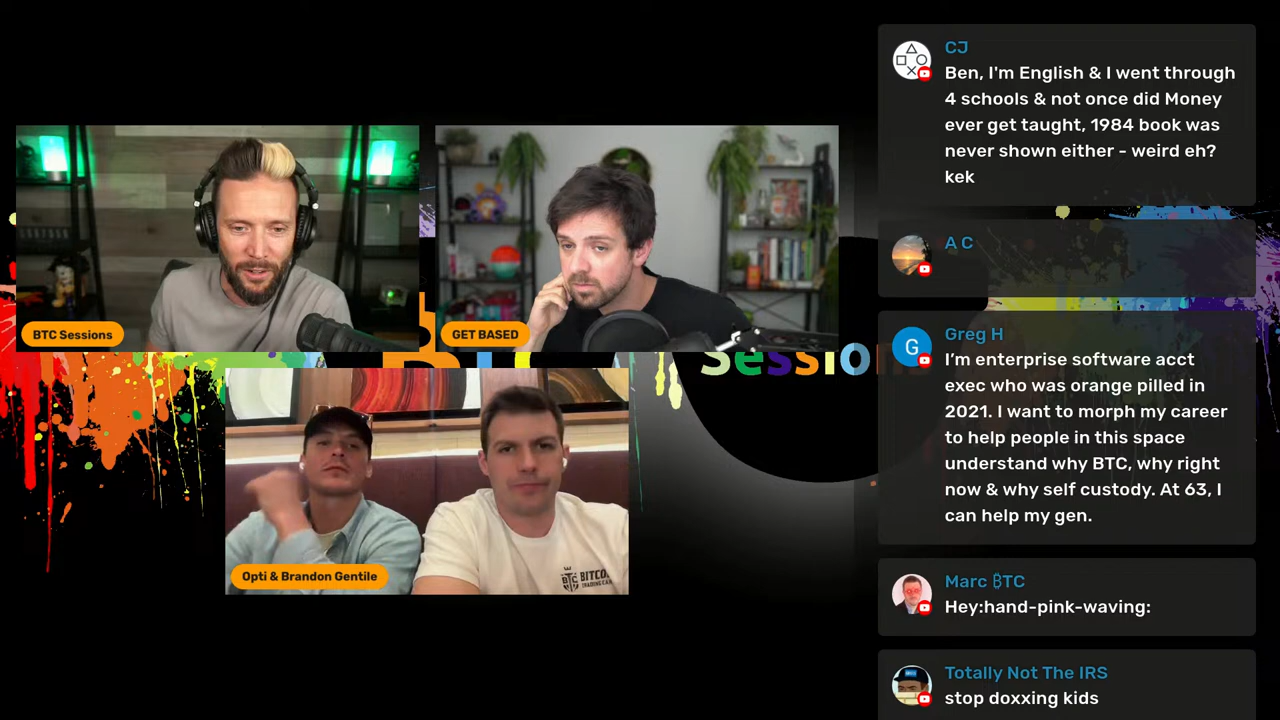 CJ
Ben, I'm English & I went through
4 schools & not once did Money
ever get taught, 1984 book was
never shown either - weird eh?
kek
A C
G
Greg H
I’m enterprise software acct
exec who was orange pilled in
2021. I want to morph my career
to help people in this space
understand why BTC, why right
now & why self custody. At 63, I
can help my gen.
Marc ₿TC
Hey:hand-pink-waving:
Totally Not The IRS
stop doxxing kids
BTC Sessions
GET BASED
Session
Opti & Brandon Gentile
BTC